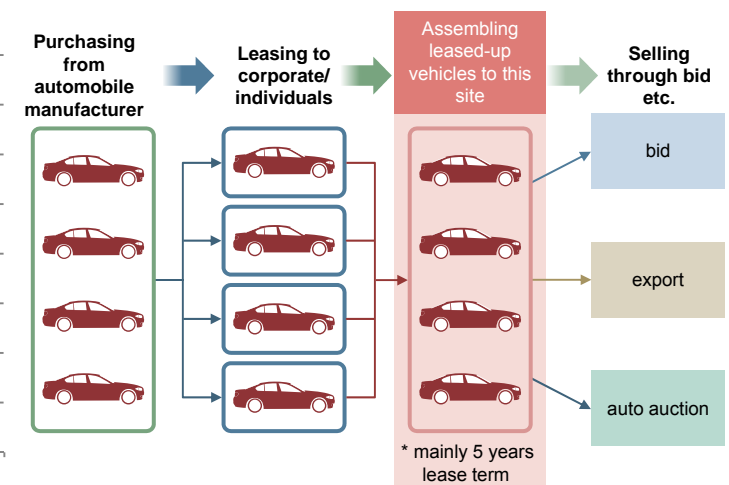 Purchasing
from
automobile
manufacturer
Leasing to
corporate/
individuals
Assembling
leased-up
vehicles to this
site
Selling
through bid
etc.
bid
export
auto auction
* mainly 5 years
lease term